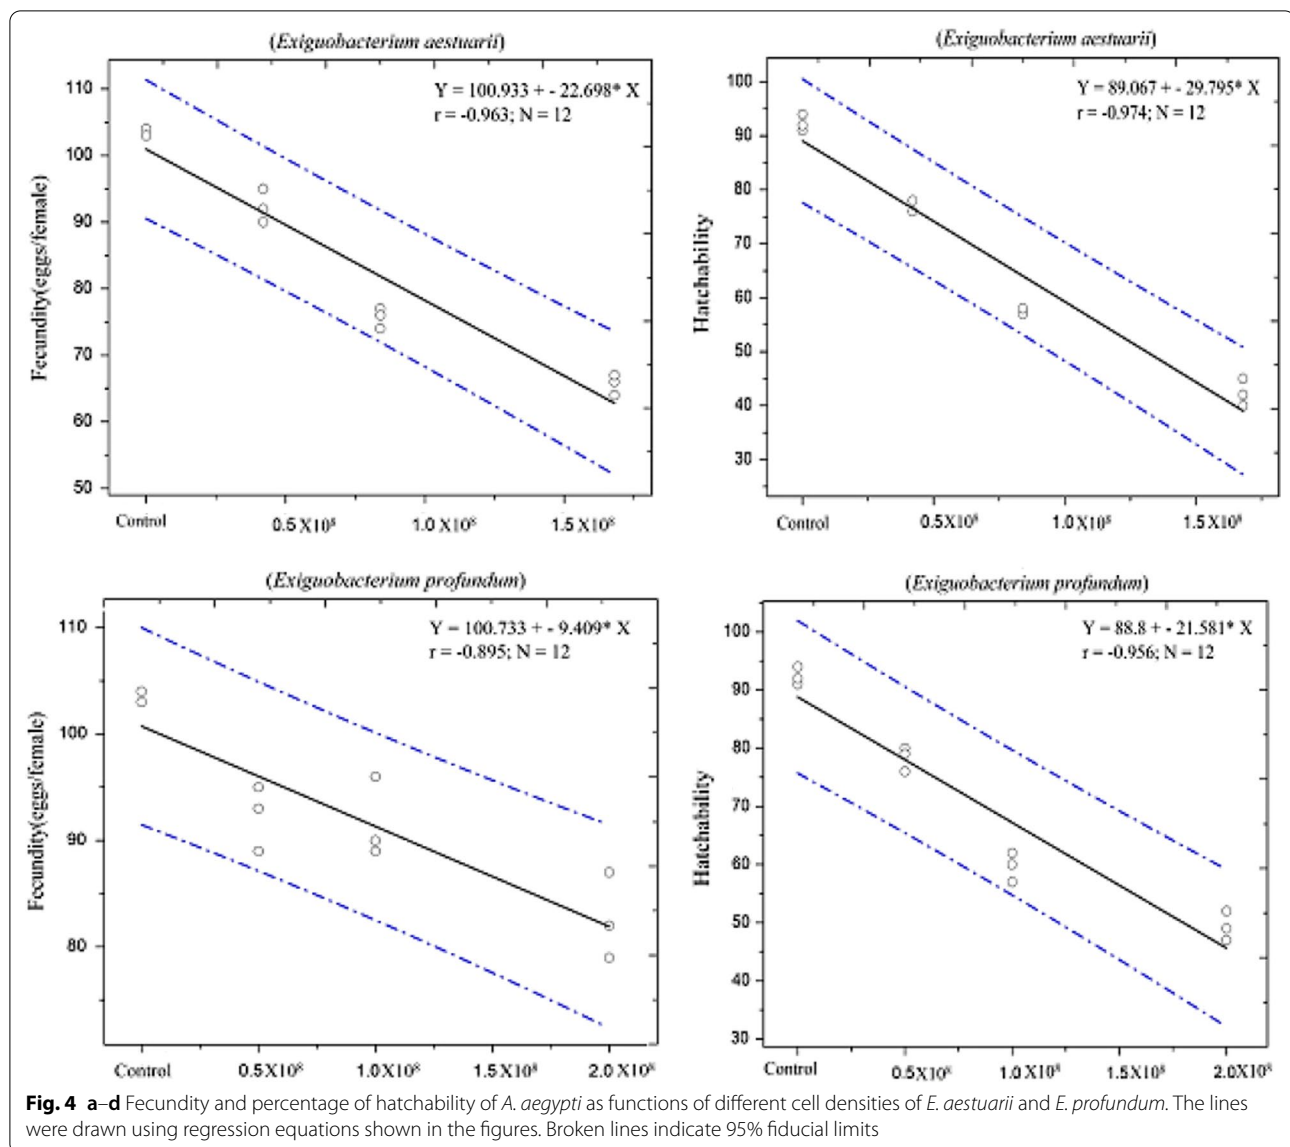 (Exiguobacterium aestuarii)
Y = 100.933 + - 22.698* X
r = -0.963; N = 12
Fecundity(eggs/female)
110
100
90
80
70
60
50
Control
0.5X10⁸
1.0X10⁸
1.5X10⁸
(Exiguobacterium aestuarii)
Y = 89.067 + - 29.795* X
r = -0.974; N = 12
Hatchability
100
90
80
70
60
50
40
30
Control
0.5X10⁸
1.0X10⁸
1.5X10⁸
(Exiguobacterium profundum)
Y = 100.733 + - 9.409* X
r = -0.895; N = 12
Fecundity(eggs/female)
110
100
90
80
Control
0.5X10⁸
1.0X10⁸
1.5X10⁸
2.0X10⁸
(Exiguobacterium profundum)
Y = 88.8 + - 21.581* X
r = -0.956; N = 12
Hatchability
100
90
80
70
60
50
40
30
Control
0.5X10⁸
1.0X10⁸
1.5X10⁸
2.0X10⁸
Fig. 4 a–d Fecundity and percentage of hatchability of A. aegypti as functions of different cell densities of E. aestuarii and E. profundum. The lines
were drawn using regression equations shown in the figures. Broken lines indicate 95% fiducial limits